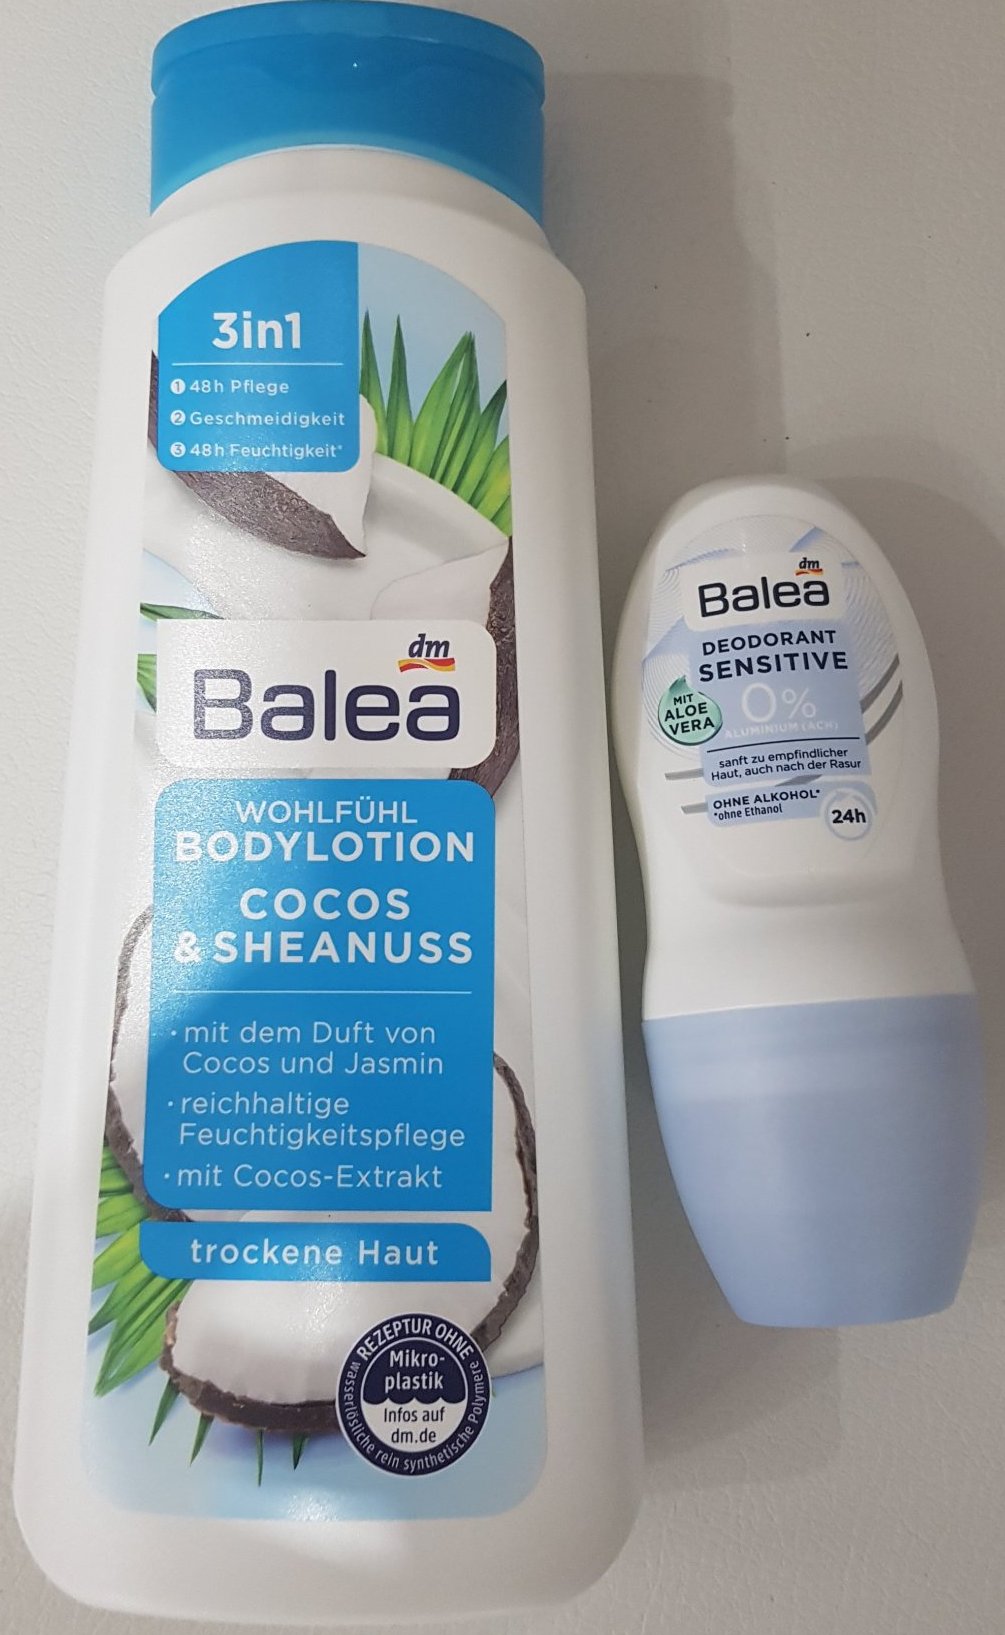 3in1
1 48h Pflege
2 Geschmeidigkeit
3 48h Feuchtigkeit*
dm
Balea
WOHLFÜHL
BODYLOTION
COCOS
& SHEANUSS
· mit dem Duft von
Cocos und Jasmin
· reichhaltige
Feuchtigkeitspflege
· mit Cocos-Extrakt
trockene Haut
REZEPTUR OHNE
Mikro-
plastik
Infos auf
dm.de
wasserlösliche rein synthetische Polymere
dm
Balea
DEODORANT
SENSITIVE
0%
ALUMINIUM (ACH)
MIT
ALOE
VERA
sanft zu empfindlicher
Haut, auch nach der Rasur
OHNE ALKOHOL*
*ohne Ethanol
24h